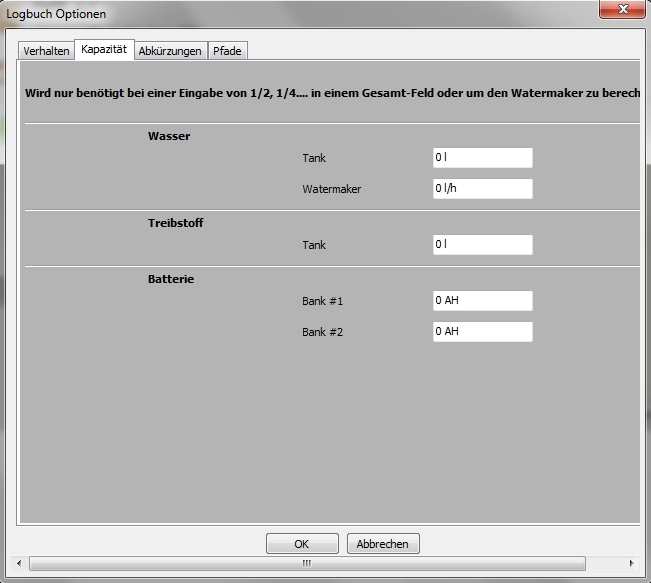 Logbuch Optionen
Verhalten Kapazität Abkürzungen Pfade
Wird nur benötigt bei einer Eingabe von 1/2, 1/4.... in einem Gesamt-Feld oder um den Watermaker zu berech
Wasser
Tank 0 l
Watermaker 0 l/h
Treibstoff
Tank 0 l
Batterie
Bank #1 0 AH
Bank #2 0 AH
OK Abbrechen